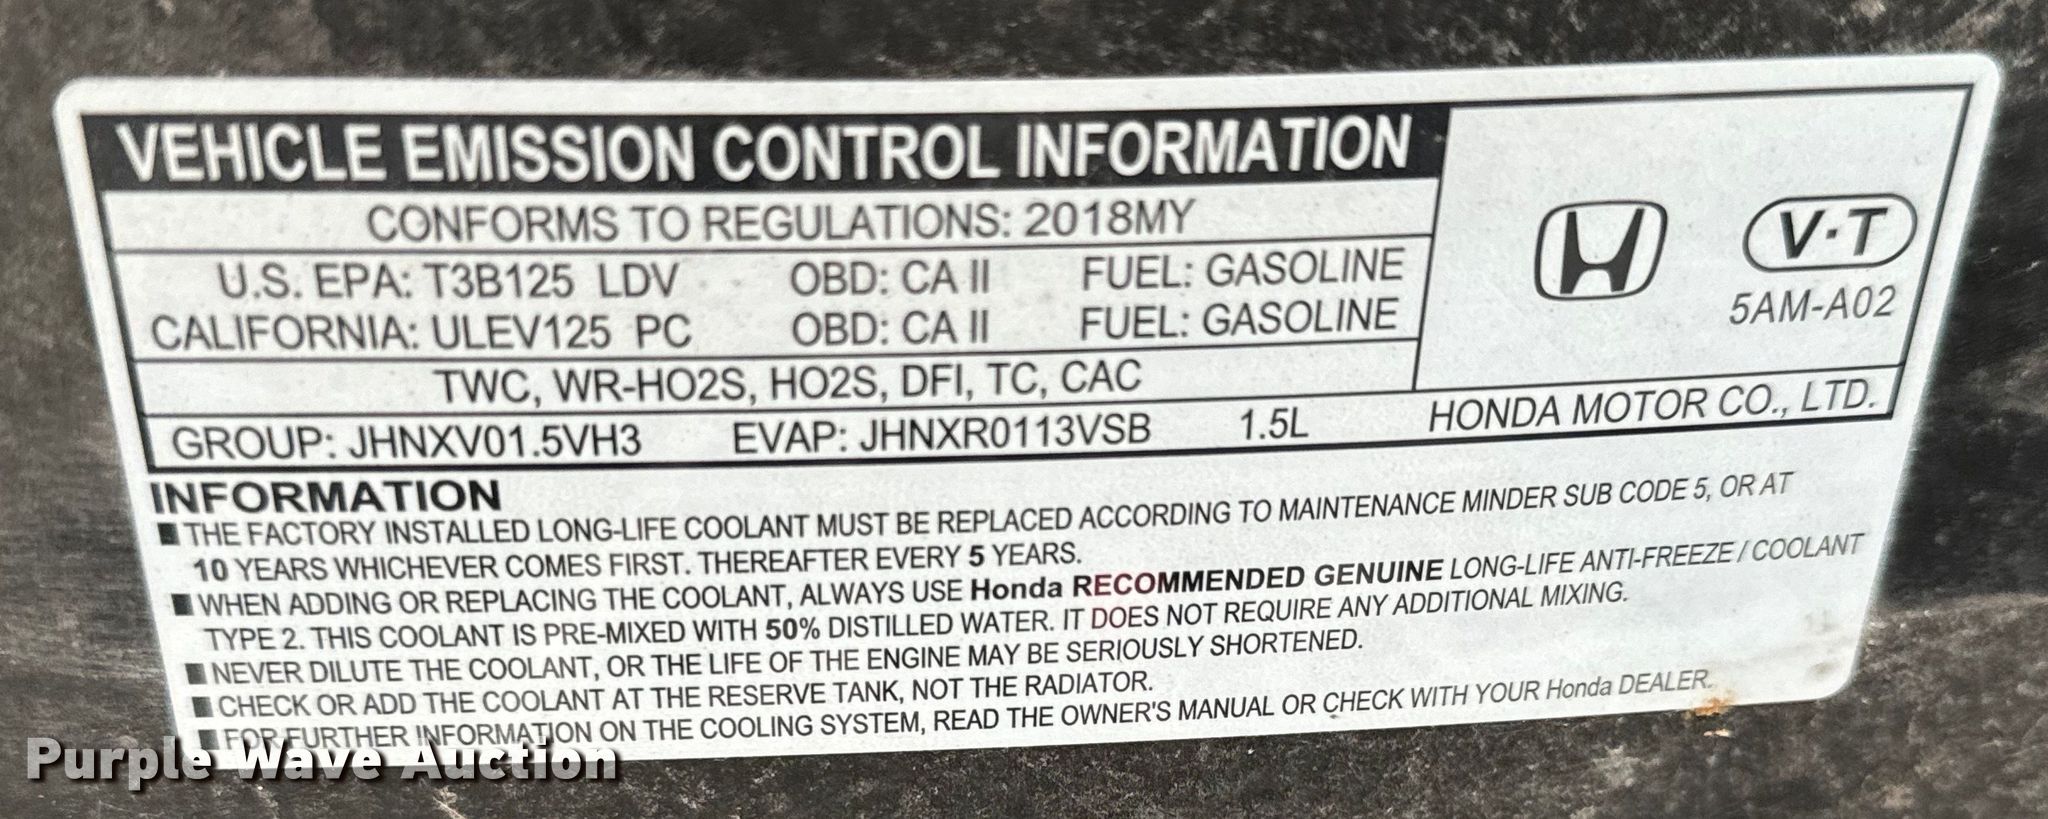 VEHICLE EMISSION CONTROL INFORMATION
CONFORMS TO REGULATIONS: 2018MY
U.S. EPA: T3B125 LDV OBD: CA II FUEL: GASOLINE
CALIFORNIA: ULEV125 PC OBD: CA II FUEL: GASOLINE
TWC, WR-HO2S, HO2S, DFI, TC, CAC
GROUP: JHNXV01.5VH3 EVAP: JHNXR0113VSB 1.5L HONDA MOTOR CO., LTD.
V·T
5AM-A02
INFORMATION
■ THE FACTORY INSTALLED LONG-LIFE COOLANT MUST BE REPLACED ACCORDING TO MAINTENANCE MINDER SUB CODE 5, OR AT
10 YEARS WHICHEVER COMES FIRST. THEREAFTER EVERY 5 YEARS.
■ WHEN ADDING OR REPLACING THE COOLANT, ALWAYS USE Honda RECOMMENDED GENUINE LONG-LIFE ANTI-FREEZE / COOLANT
TYPE 2. THIS COOLANT IS PRE-MIXED WITH 50% DISTILLED WATER. IT DOES NOT REQUIRE ANY ADDITIONAL MIXING.
■ NEVER DILUTE THE COOLANT, OR THE LIFE OF THE ENGINE MAY BE SERIOUSLY SHORTENED.
■ CHECK OR ADD THE COOLANT AT THE RESERVE TANK, NOT THE RADIATOR.
■ FOR FURTHER INFORMATION ON THE COOLING SYSTEM, READ THE OWNER'S MANUAL OR CHECK WITH YOUR Honda DEALER.
Purple Wave Auction